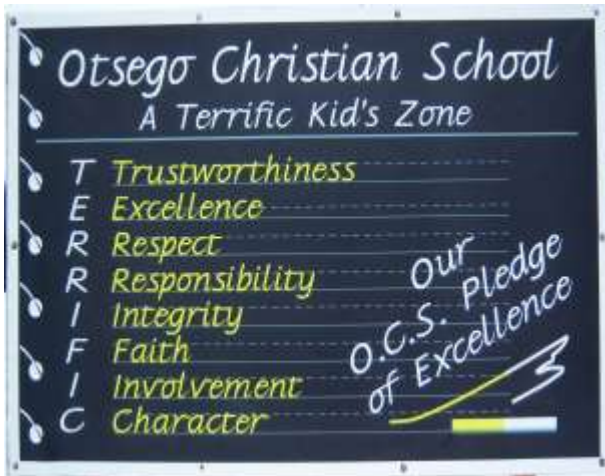 Otsego Christian School
A Terrific Kid's Zone
T Trustworthiness
E Excellence
R Respect
R Responsibility
I Integrity
F Faith
I Involvement
C Character
Our
O.C.S. Pledge
of Excellence